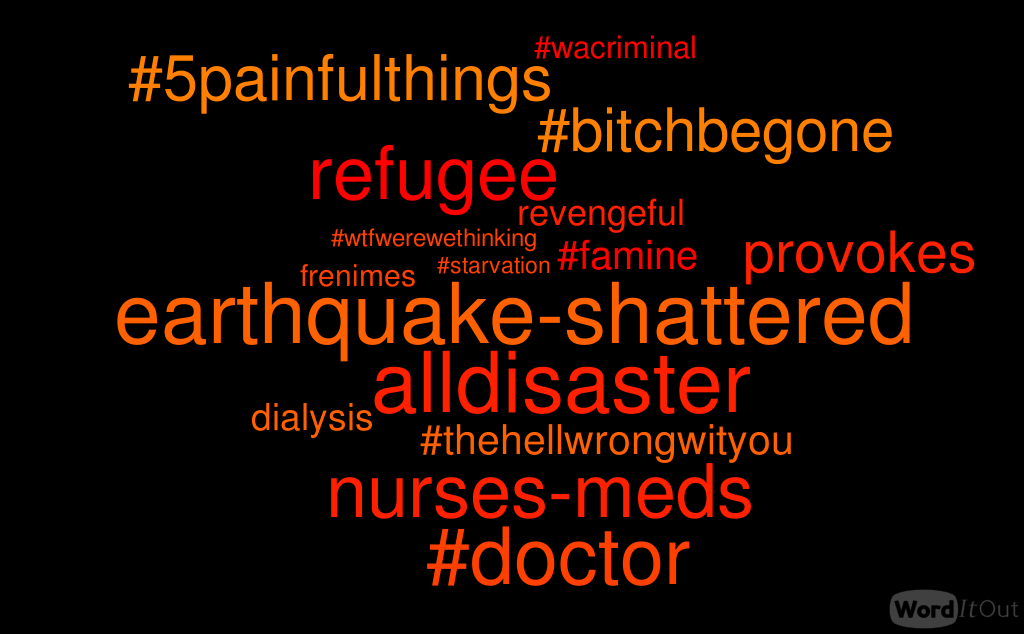 #wacriminal
#5painfulthings
#bitchbegone
refugee
revengeful
#wtfwerewethinking
#famine
provokes
#starvation
frenimes
earthquake-shattered
alldisaster
dialysis
#thehellwrongwityou
nurses-meds
#doctor
WordItOut